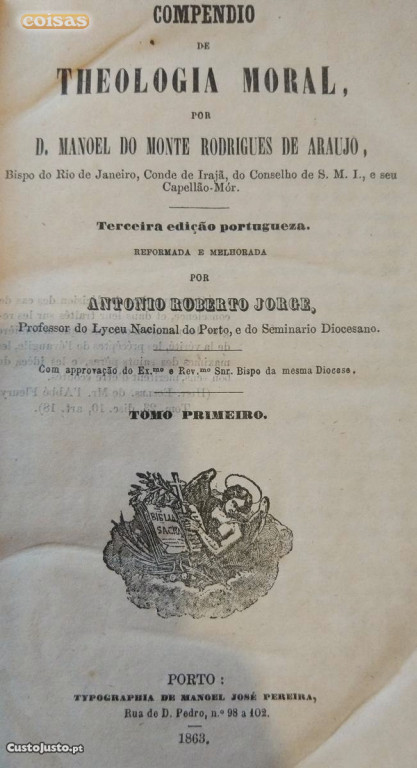 coisas
COMPENDIO
DE
THEOLOGIA MORAL,
POR
D. MANOEL DO MONTE RODRIGUES DE ARAUJO,
Bispo do Rio de Janeiro, Conde de Irajá, do Conselho de S. M. I., e seu
Capellão-Mór.
Terceira edição portugueza.
REFORMADA E MELHORADA
POR
ANTONIO ROBERTO JORGE,
Professor do Lyceu Nacional do Porto, e do Seminario Diocesano.
Com approvação do Ex.mo e Rev.mo Snr. Bispo da mesma Diocese.
TOMO PRIMEIRO.
BIBLIA
SACRA
PORTO:
TYPOGRAPHIA DE MANOEL JOSÉ PEREIRA,
Rua de D. Pedro, n.os 98 a 102.
1863.
CustoJusto.pt